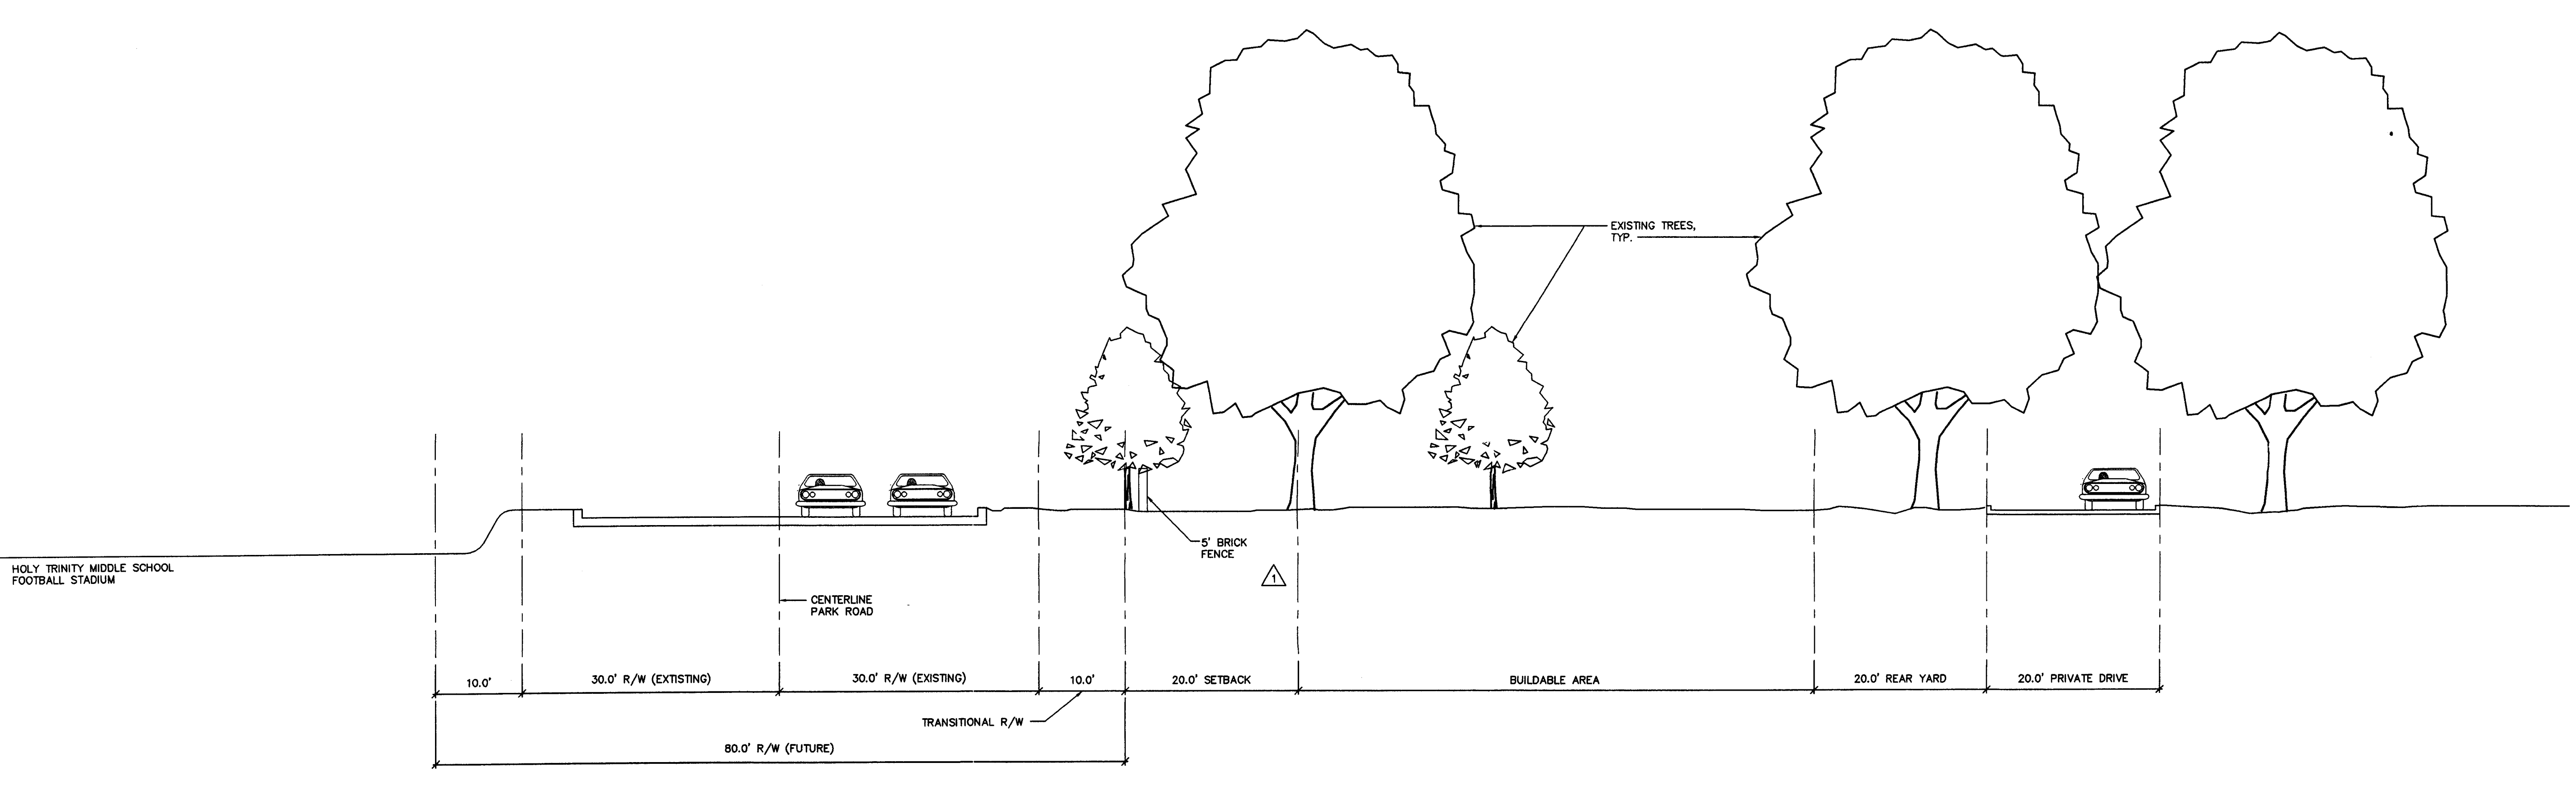 EXISTING TREES,
TYP.
5' BRICK
FENCE
1
HOLY TRINITY MIDDLE SCHOOL
FOOTBALL STADIUM
CENTERLINE
PARK ROAD
10.0'
30.0' R/W (EXTISTING)
30.0' R/W (EXISTING)
10.0'
20.0' SETBACK
BUILDABLE AREA
20.0' REAR YARD
20.0' PRIVATE DRIVE
TRANSITIONAL R/W
80.0' R/W (FUTURE)